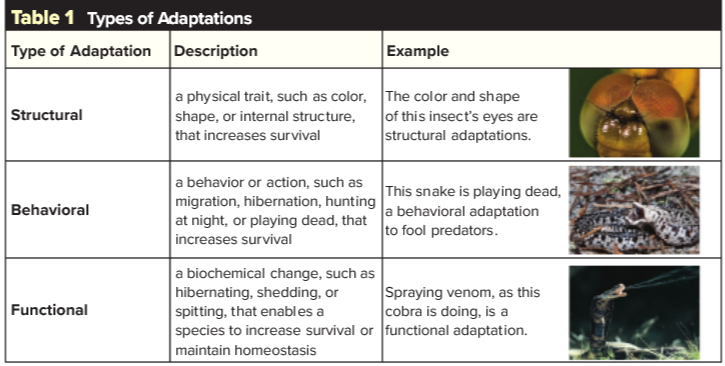 Table 1 Types of Adaptations
Type of Adaptation
Description
Example
Structural
a physical trait, such as color,
shape, or internal structure,
that increases survival
The color and shape
of this insect's eyes are
structural adaptations.
Behavioral
a behavior or action, such as
migration, hibernation, hunting
at night, or playing dead, that
increases survival
This snake is playing dead,
a behavioral adaptation
to fool predators.
Functional
a biochemical change, such as
hibernating, shedding, or
spitting, that enables a
species to increase survival or
maintain homeostasis
Spraying venom, as this
cobra is doing, is a
functional adaptation.